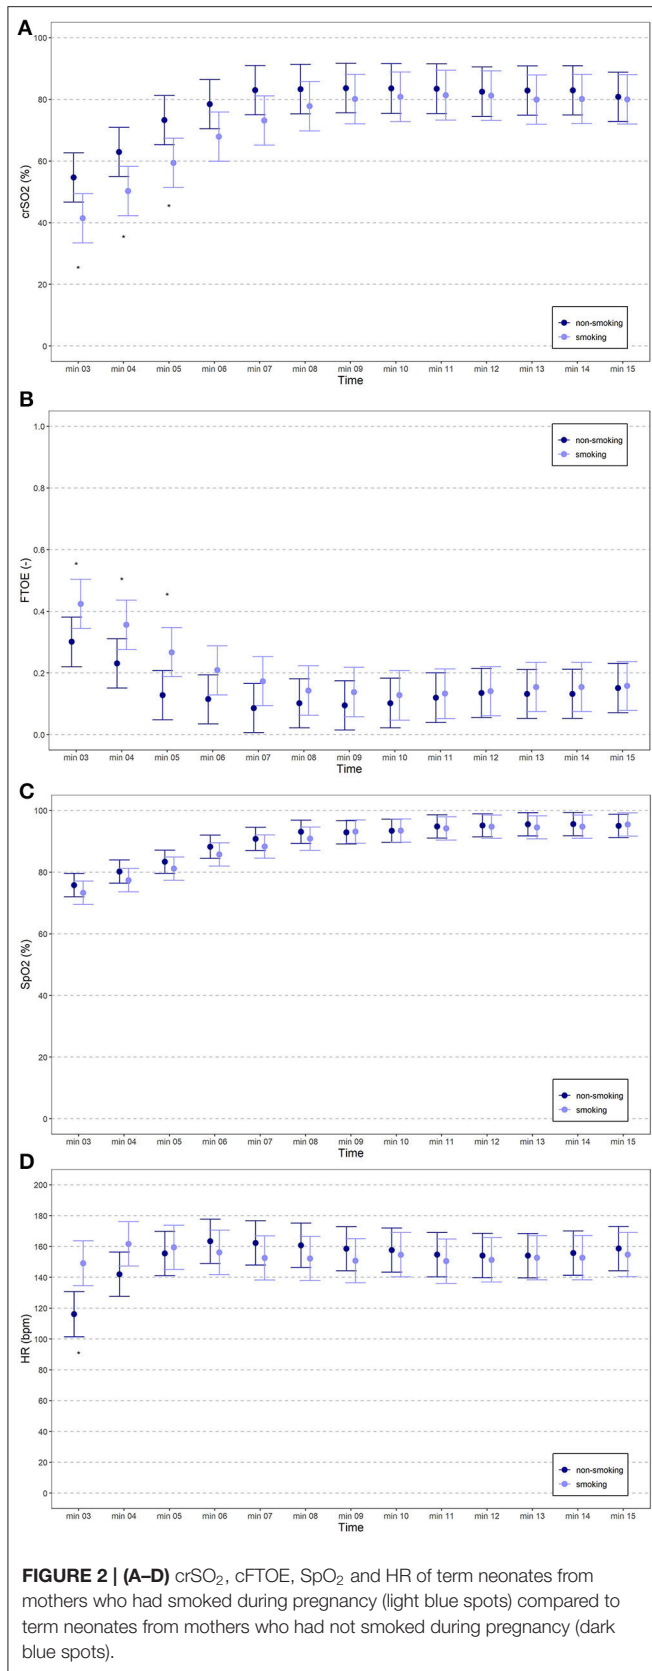 A
100
80
60
40
20
0
crSO2 (%)
*
*
*
non-smoking
smoking
min 03 min 04 min 05 min 06 min 07 min 08 min 09 min 10 min 11 min 12 min 13 min 14 min 15
Time
B
1.0
0.8
0.6
0.4
0.2
0.0
FTOE (-)
*
*
*
non-smoking
smoking
min 03 min 04 min 05 min 06 min 07 min 08 min 09 min 10 min 11 min 12 min 13 min 14 min 15
Time
C
100
80
60
40
20
0
SpO2 (%)
non-smoking
smoking
min 03 min 04 min 05 min 06 min 07 min 08 min 09 min 10 min 11 min 12 min 13 min 14 min 15
Time
D
200
180
160
140
120
100
80
60
40
20
0
HR (bpm)
*
non-smoking
smoking
min 03 min 04 min 05 min 06 min 07 min 08 min 09 min 10 min 11 min 12 min 13 min 14 min 15
Time
FIGURE 2 | (A–D) crSO₂, cFTOE, SpO₂ and HR of term neonates from
mothers who had smoked during pregnancy (light blue spots) compared to
term neonates from mothers who had not smoked during pregnancy (dark
blue spots).